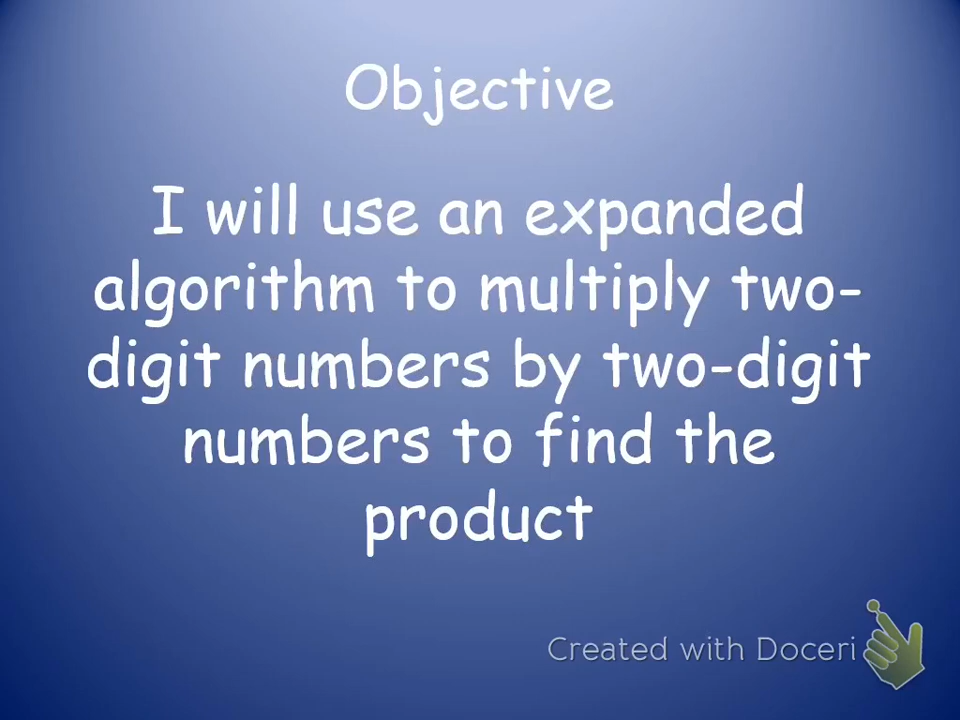 Objective
I will use an expanded
algorithm to multiply two-
digit numbers by two-digit
numbers to find the
product
Created with Doceri